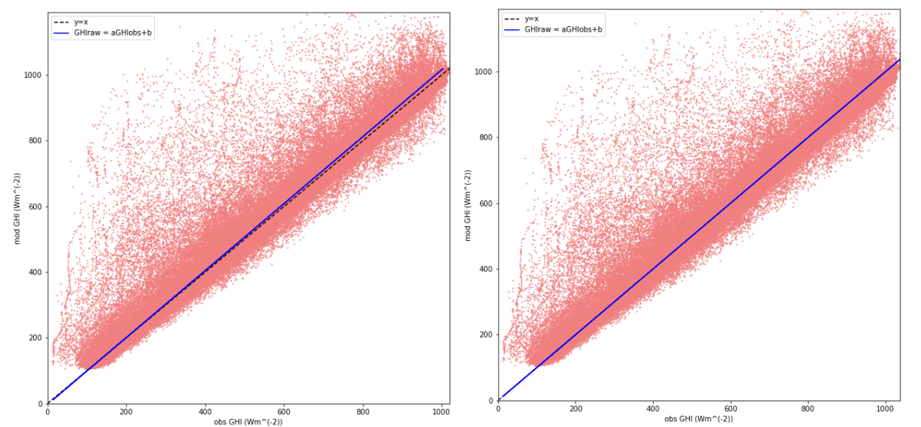 y=x
GHIraw = aGHIobs+b
1000
800
600
400
200
0
mod GHI (Wm^(-2))
0 200 400 600 800 1000
obs GHI (Wm^(-2))
y=x
GHIraw = aGHIobs+b
1000
800
600
400
200
0
mod GHI (Wm^(-2))
0 200 400 600 800 1000
obs GHI (Wm^(-2))